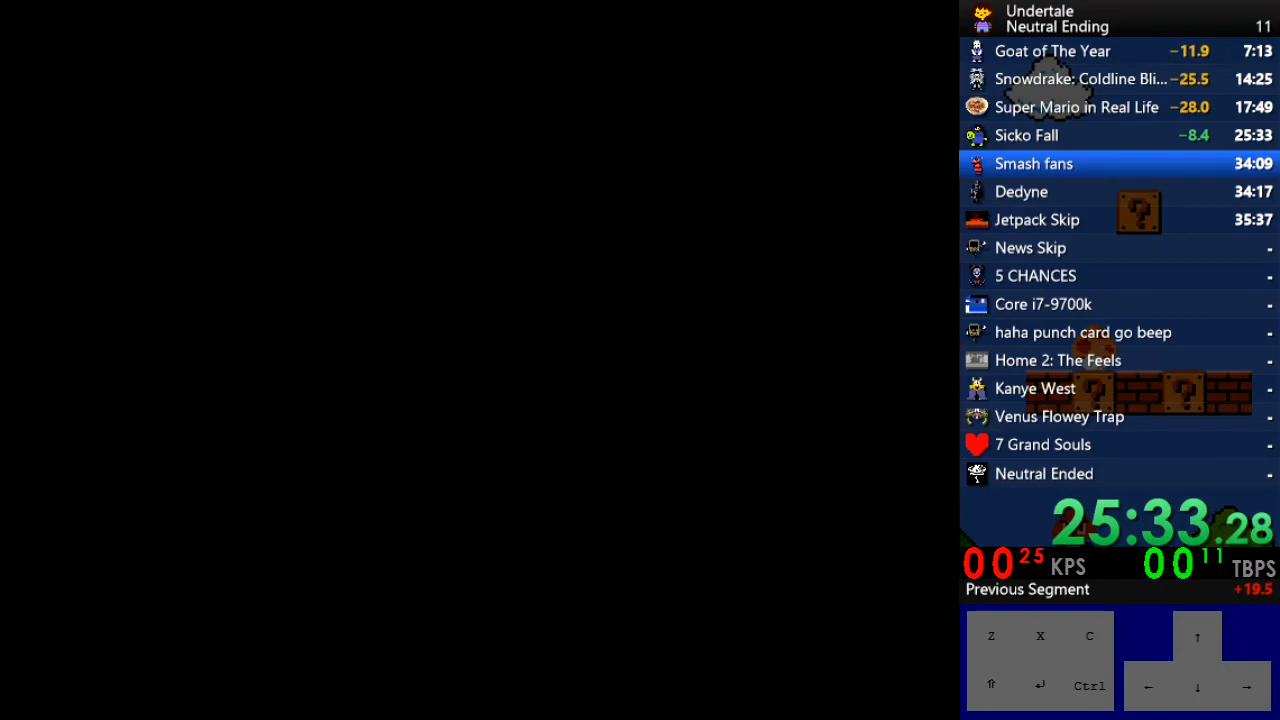 Undertale
Neutral Ending 11
Goat of The Year −11.9 7:13
Snowdrake: Coldline Bli... −25.5 14:25
Super Mario in Real Life −28.0 17:49
Sicko Fall −8.4 25:33
Smash fans 34:09
Dedyne 34:17
Jetpack Skip 35:37
News Skip -
5 CHANCES -
Core i7-9700k -
haha punch card go beep -
Home 2: The Feels -
Kanye West -
Venus Flowey Trap -
7 Grand Souls -
Neutral Ended -
25:33.28
00 25 KPS 00 11 TBPS
Previous Segment +19.5
Z X C ↑
⇧ ↵ Ctrl ← ↓ →